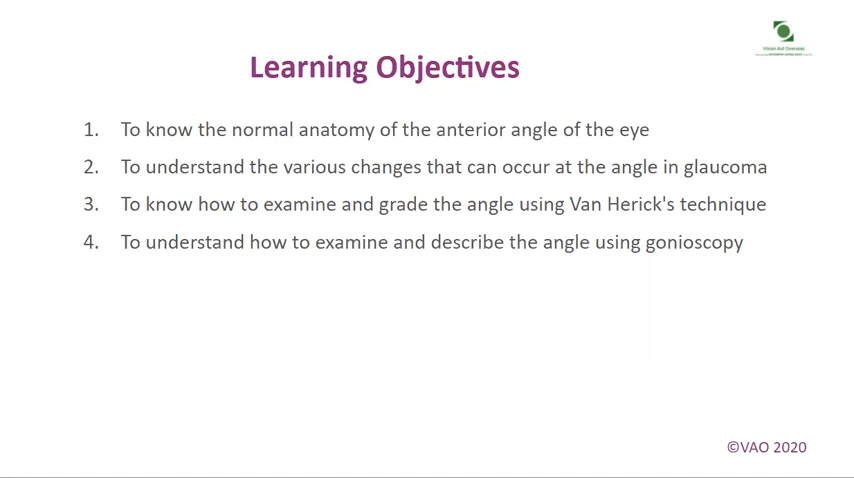 Vision Aid Overseas
Learning Objectives
1. To know the normal anatomy of the anterior angle of the eye
2. To understand the various changes that can occur at the angle in glaucoma
3. To know how to examine and grade the angle using Van Herick's technique
4. To understand how to examine and describe the angle using gonioscopy
©VAO 2020